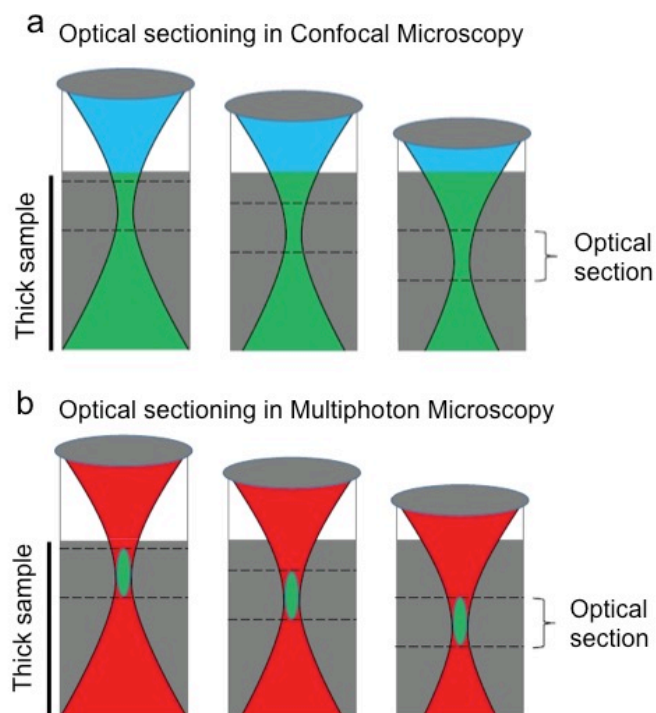 a
Optical sectioning in Confocal Microscopy
Thick sample
Optical
section
b
Optical sectioning in Multiphoton Microscopy
Thick sample
Optical
section